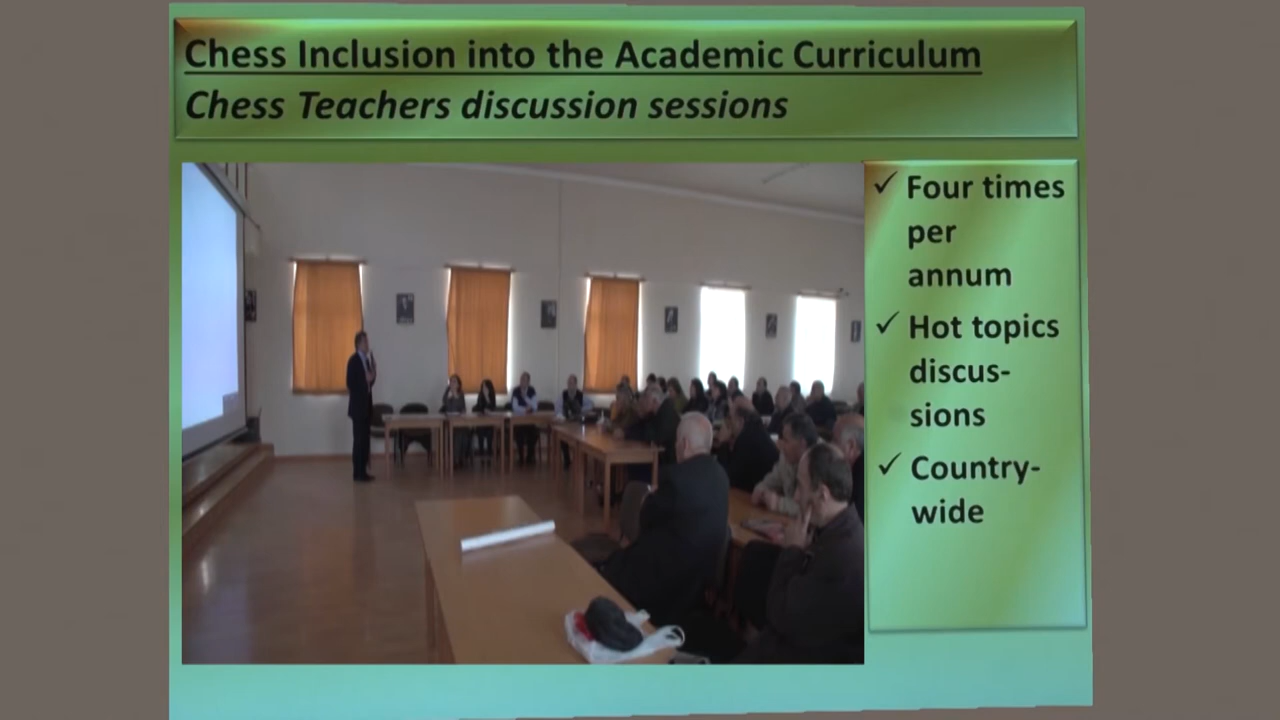 Chess Inclusion into the Academic Curriculum
Chess Teachers discussion sessions
✓ Four times
per
annum
✓ Hot topics
discus-
sions
✓ Country-
wide